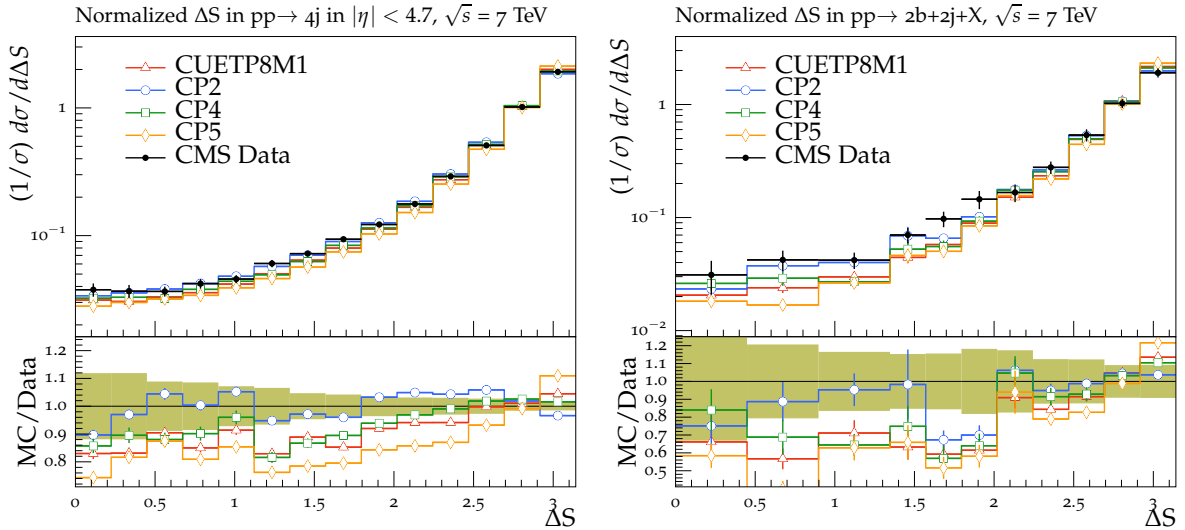 Normalized ΔS in pp→ 4j in |η| < 4.7, √s = 7 TeV
(1/σ) dσ/dΔS
CUETP8M1
CP2
CP4
CP5
CMS Data
1
10⁻¹
MC/Data
1.2
1.1
1.0
0.9
0.8
0 0.5 1 1.5 2 2.5 3
ΔS
Normalized ΔS in pp→ 2b+2j+X, √s = 7 TeV
(1/σ) dσ/dΔS
CUETP8M1
CP2
CP4
CP5
CMS Data
1
10⁻¹
10⁻²
MC/Data
1.2
1.1
1.0
0.9
0.8
0.7
0.6
0.5
0 0.5 1 1.5 2 2.5 3
ΔS